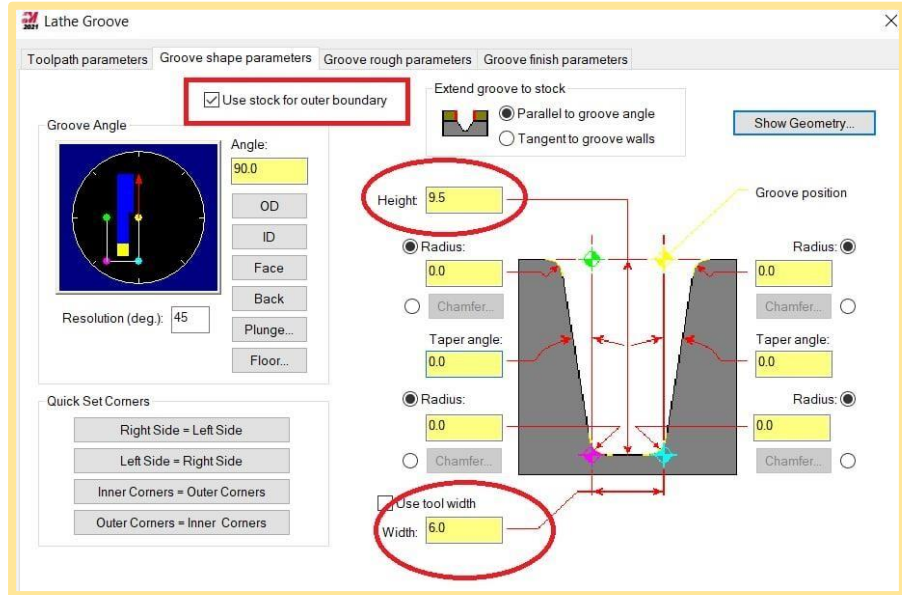 2021
Lathe Groove
Toolpath parameters
Groove shape parameters
Groove rough parameters
Groove finish parameters
Use stock for outer boundary
Extend groove to stock
Parallel to groove angle
Tangent to groove walls
Show Geometry...
Groove Angle
Angle:
90.0
OD
ID
Face
Back
Plunge...
Floor...
Resolution (deg.): 45
Height: 9.5
Groove position
Radius:
0.0
Chamfer...
Taper angle:
0.0
Radius:
0.0
Chamfer...
Radius:
0.0
Chamfer...
Taper angle:
0.0
Radius:
0.0
Chamfer...
Use tool width
Width: 6.0
Quick Set Corners
Right Side = Left Side
Left Side = Right Side
Inner Corners = Outer Corners
Outer Corners = Inner Corners